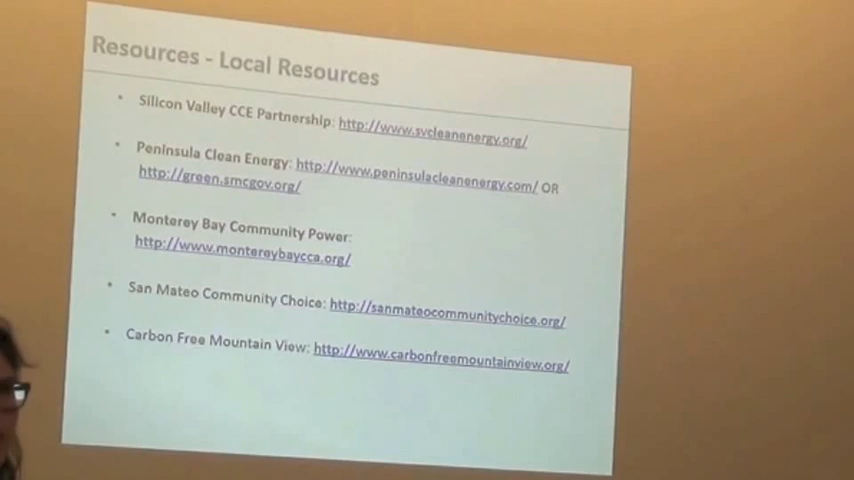 Resources - Local Resources
• Silicon Valley CCE Partnership: http://www.svcleanenergy.org/
• Peninsula Clean Energy: http://www.peninsulacleanenergy.com/ OR
http://green.smcgov.org/
• Monterey Bay Community Power:
http://www.montereybaycca.org/
• San Mateo Community Choice: http://sanmateocommunitychoice.org/
• Carbon Free Mountain View: http://www.carbonfreemountainview.org/